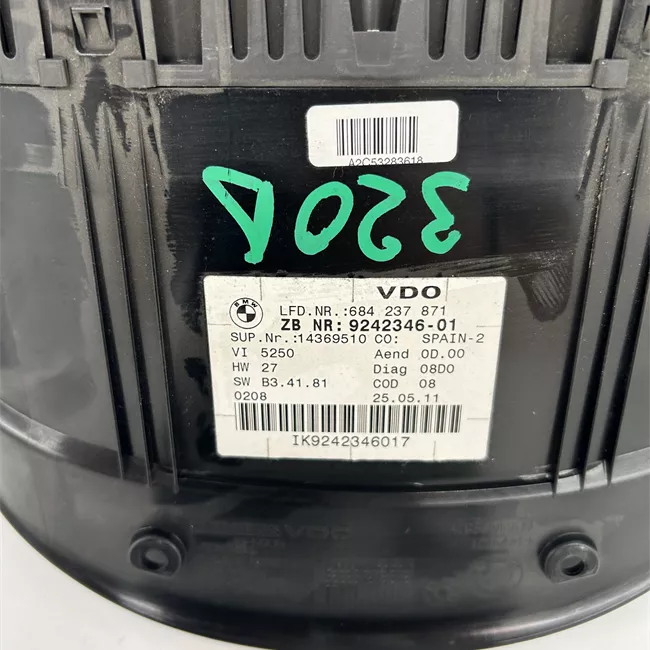 A2C53283618
320D
VDO
BMW
LFD.NR.:684 237 871
ZB NR: 9242346-01
SUP.Nr.:14369510 CO: SPAIN-2
VI 5250 Aend 0D.00
HW 27 Diag 08D0
SW B3.41.81 COD 08
0208 25.05.11
IK9242346017
VDO